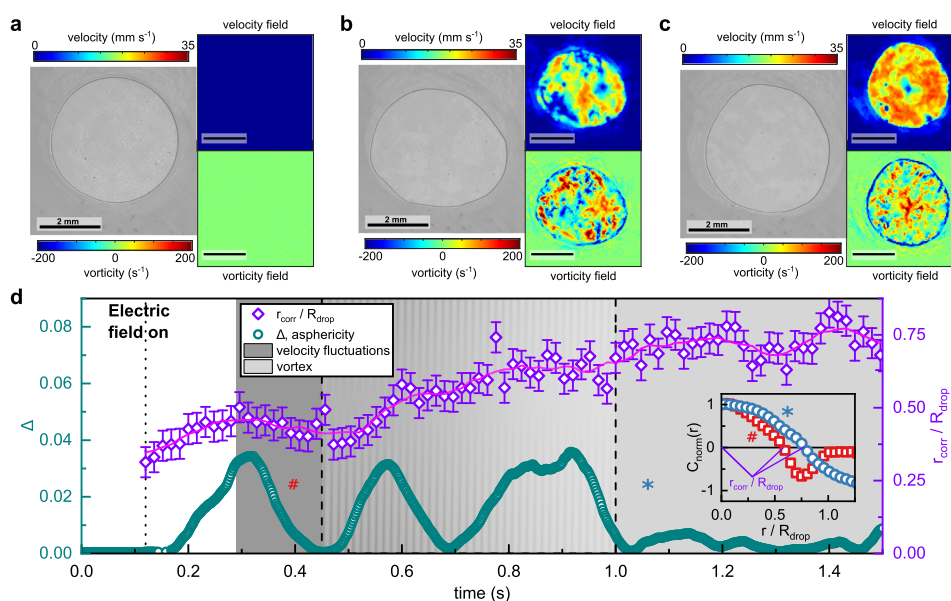 a
velocity (mm s⁻¹)
0
35
velocity field
2 mm
-200
0
200
vorticity (s⁻¹)
vorticity field
b
velocity (mm s⁻¹)
0
35
velocity field
2 mm
-200
0
200
vorticity (s⁻¹)
vorticity field
c
velocity (mm s⁻¹)
0
35
velocity field
2 mm
-200
0
200
vorticity (s⁻¹)
vorticity field
d
Electric
field on
r_corr / R_drop
Δ, asphericity
velocity fluctuations
vortex
0.08
0.06
0.04
0.02
0.00
Δ
0.75
0.50
0.25
0.00
r_corr / R_drop
#
*
1
0
-1
C_norm(r)
*
#
r_corr / R_drop
0.0
0.5
1.0
r / R_drop
0.0
0.2
0.4
0.6
0.8
1.0
1.2
1.4
time (s)